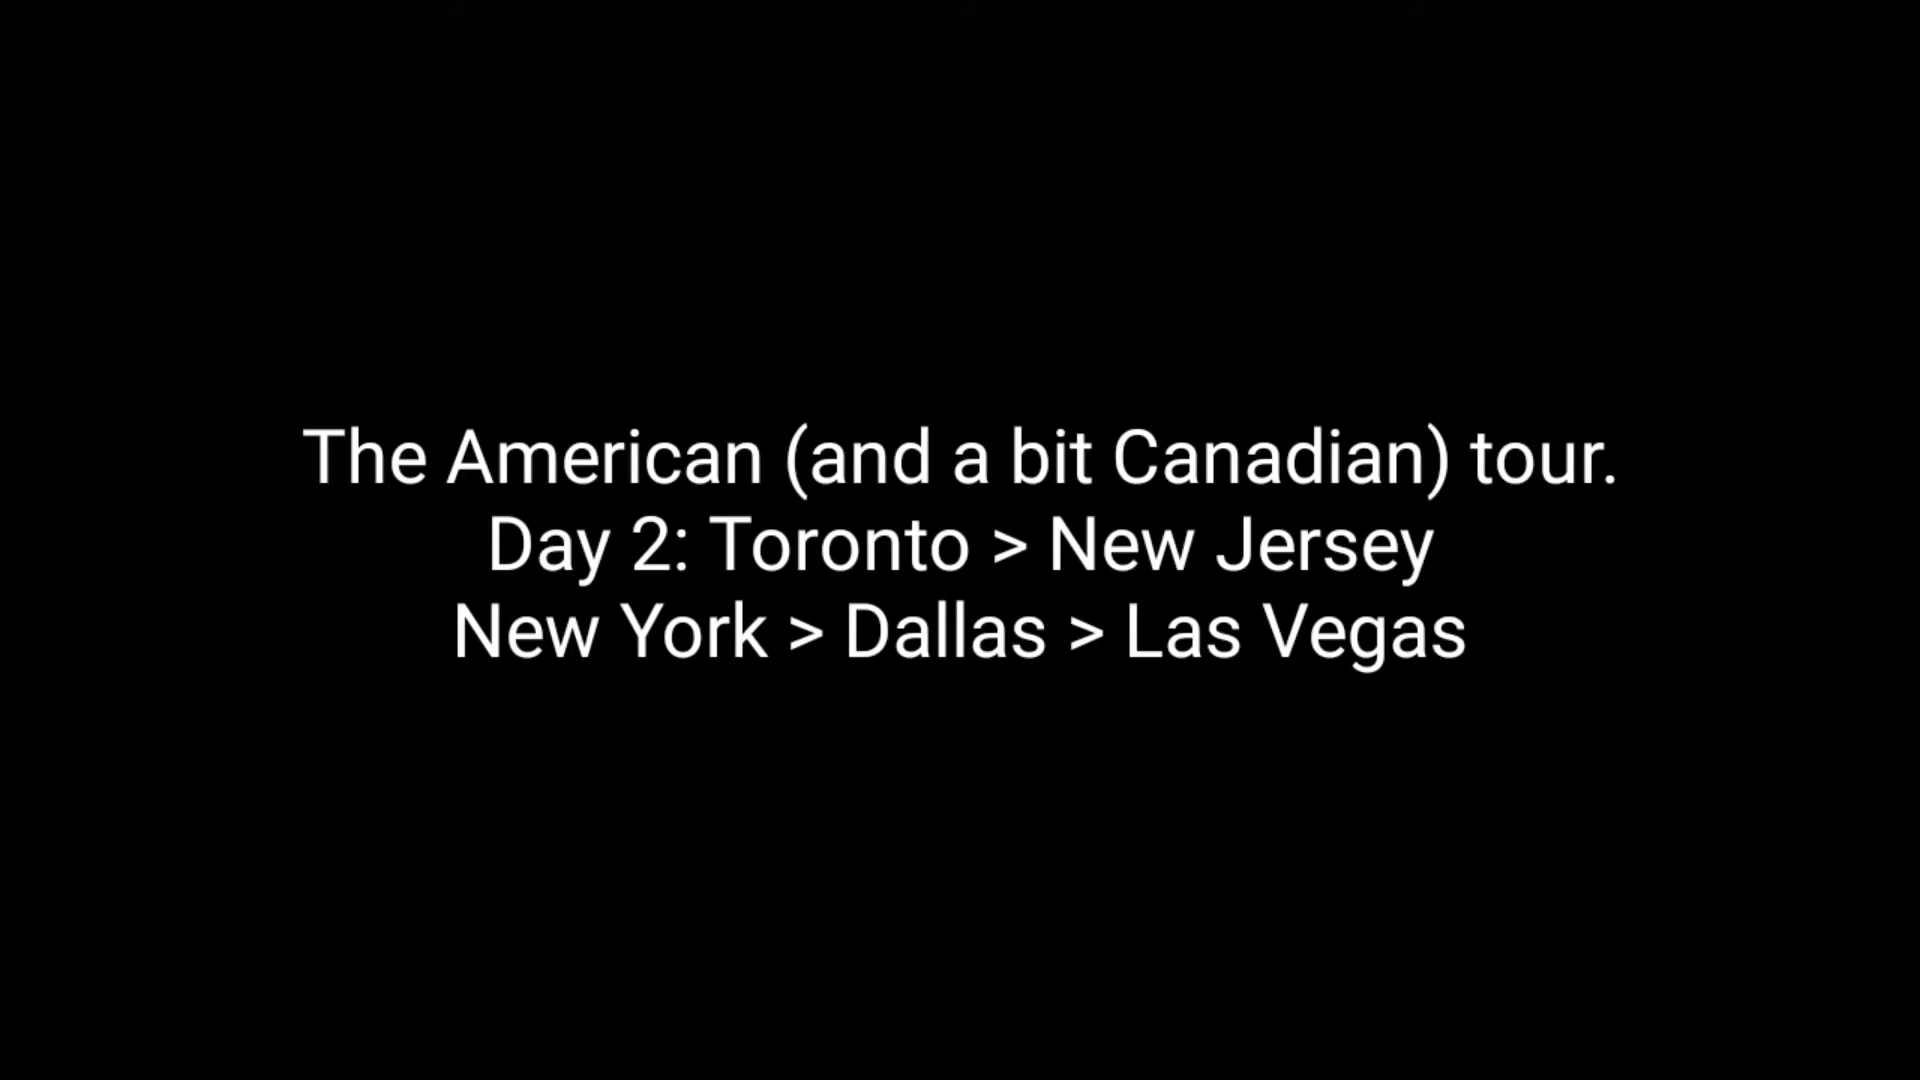 The American (and a bit Canadian) tour.
Day 2: Toronto > New Jersey
New York > Dallas > Las Vegas